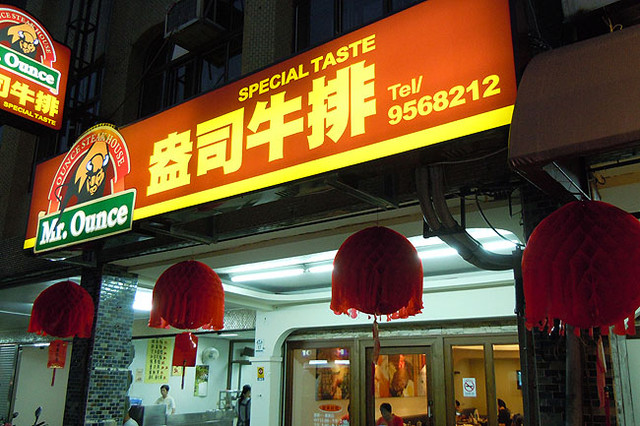 OUNCE STEAK HOUSE
Mr. Ounce
SPECIAL TASTE
盎司牛排
Tel/
9568212
Ounce
司牛排
SPECIAL TASTE